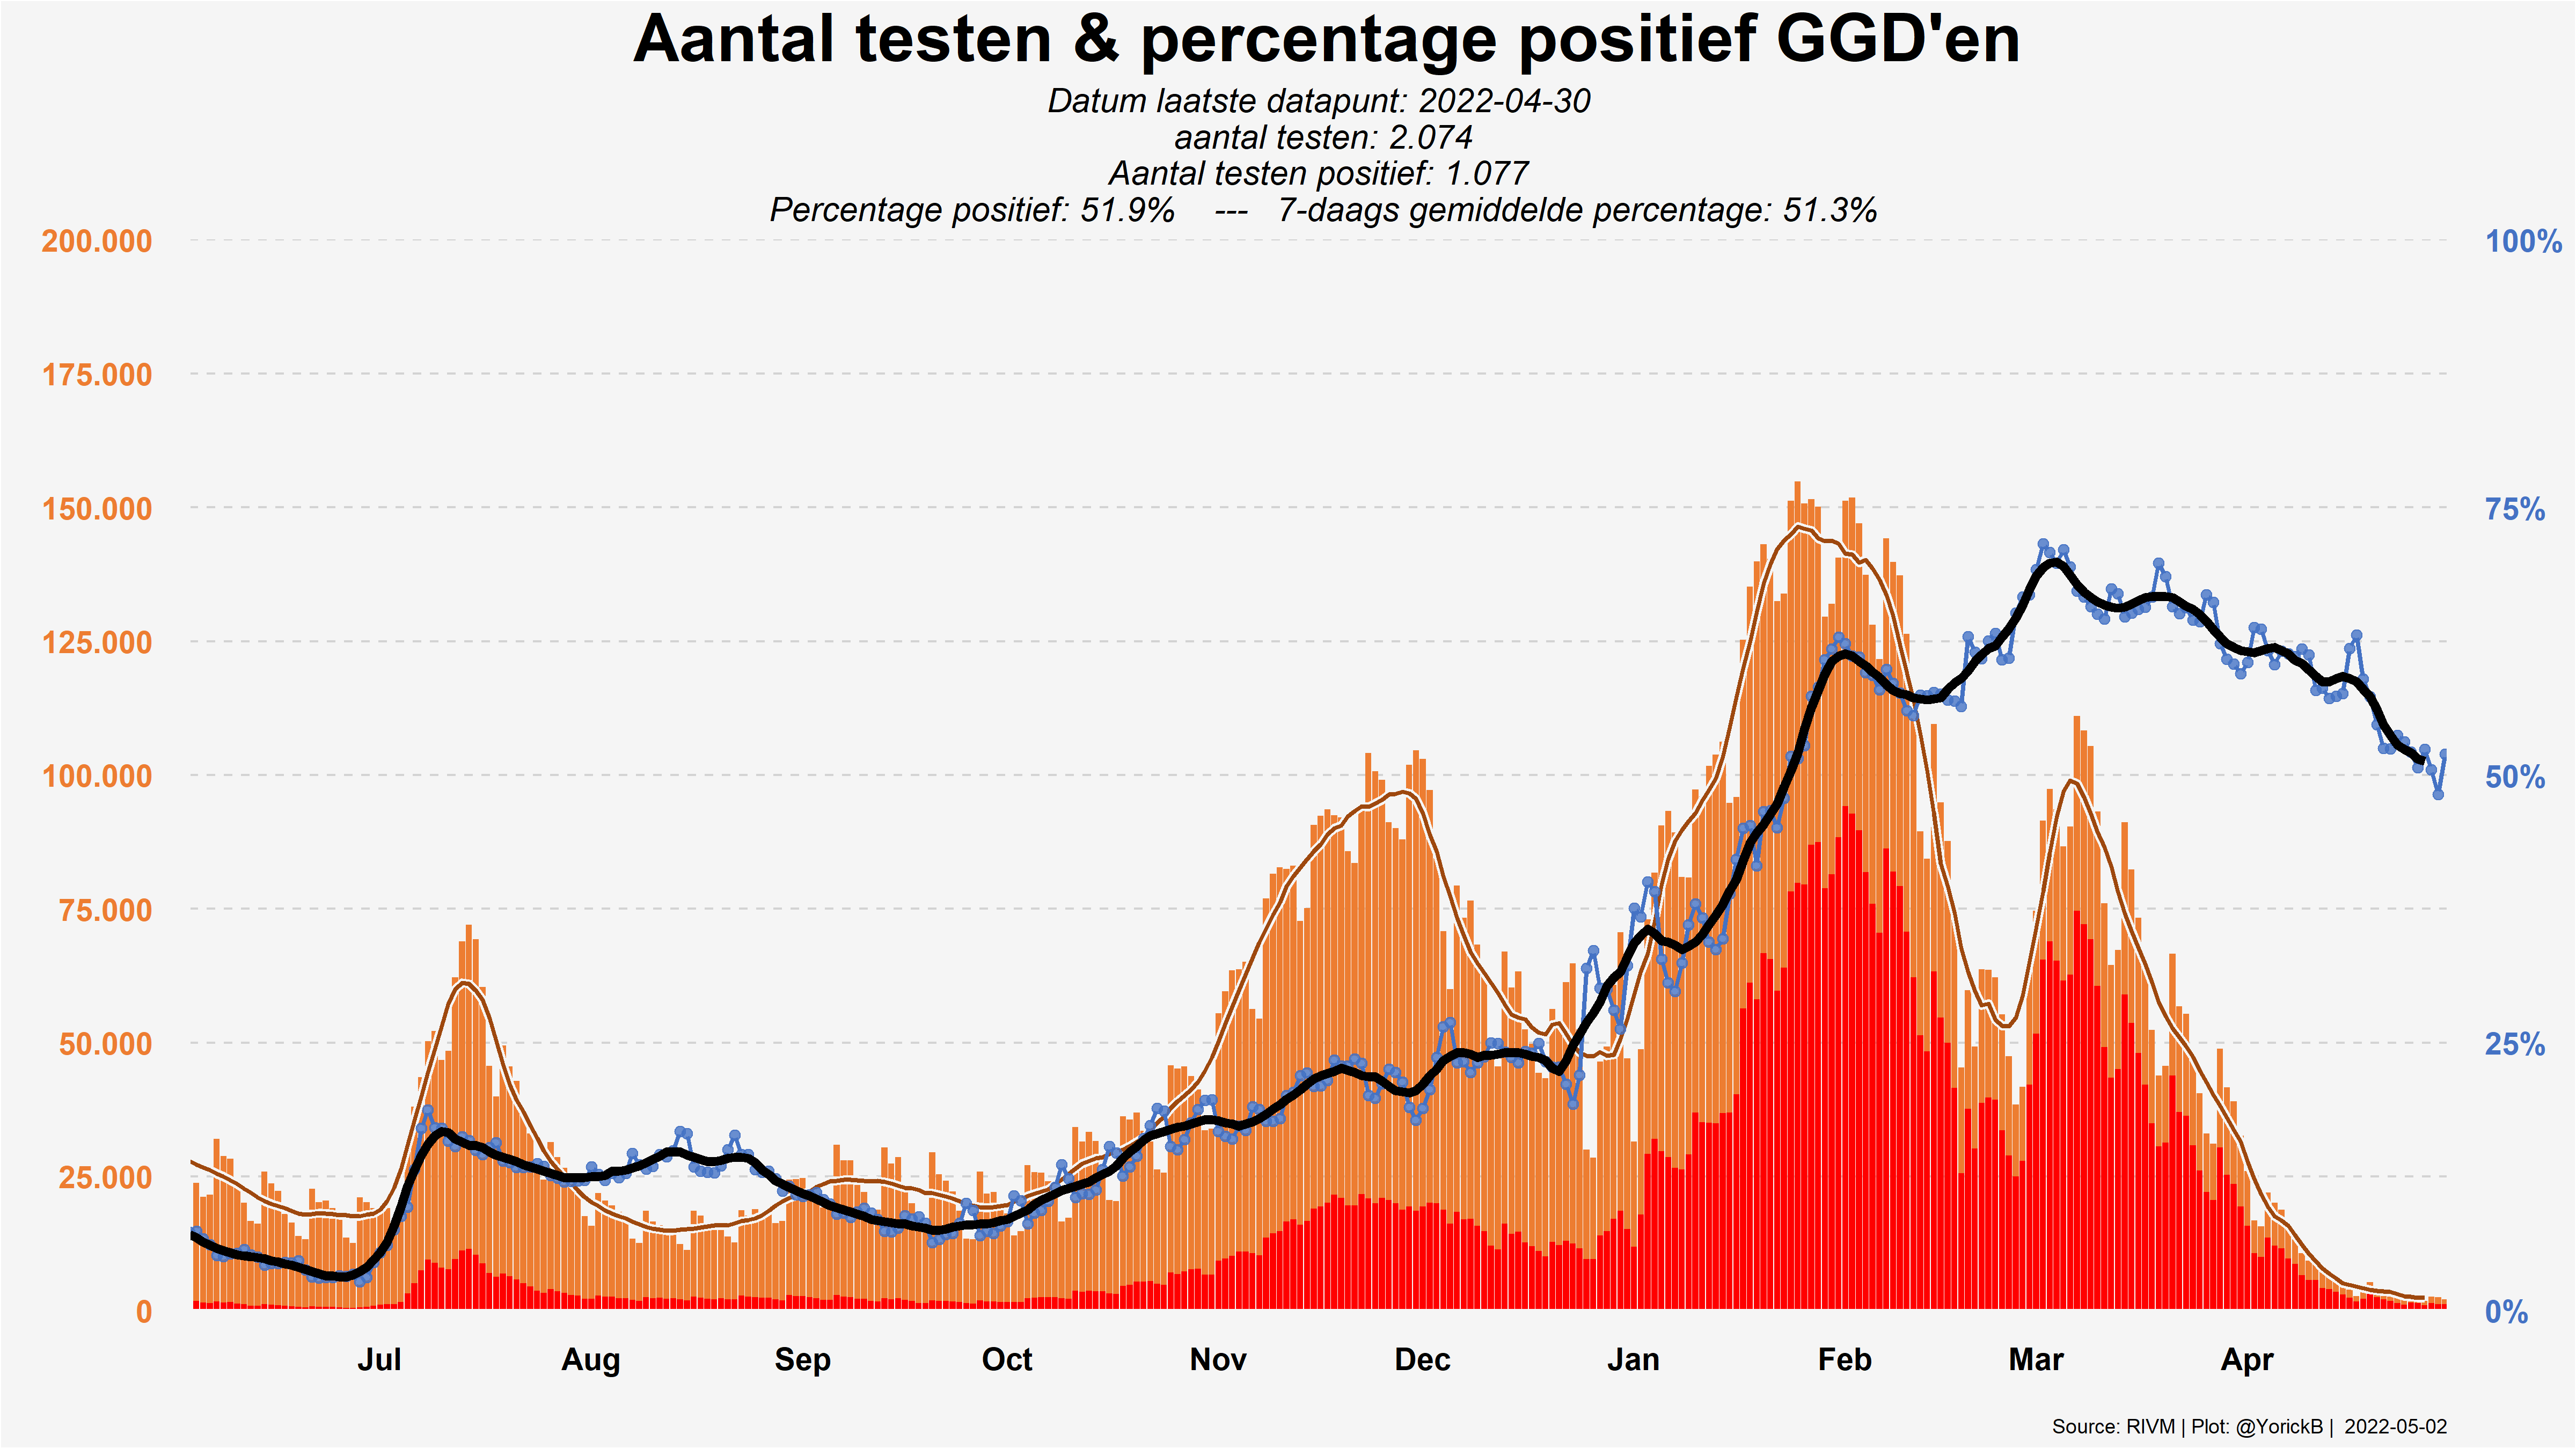 Aantal testen & percentage positief GGD'en
Datum laatste datapunt: 2022-04-30
aantal testen: 2.074
Aantal testen positief: 1.077
Percentage positief: 51.9% --- 7-daags gemiddelde percentage: 51.3%
200.000
175.000
150.000
125.000
100.000
75.000
50.000
25.000
0
100%
75%
50%
25%
0%
Jul Aug Sep Oct Nov Dec Jan Feb Mar Apr
Source: RIVM | Plot: @YorickB | 2022-05-02